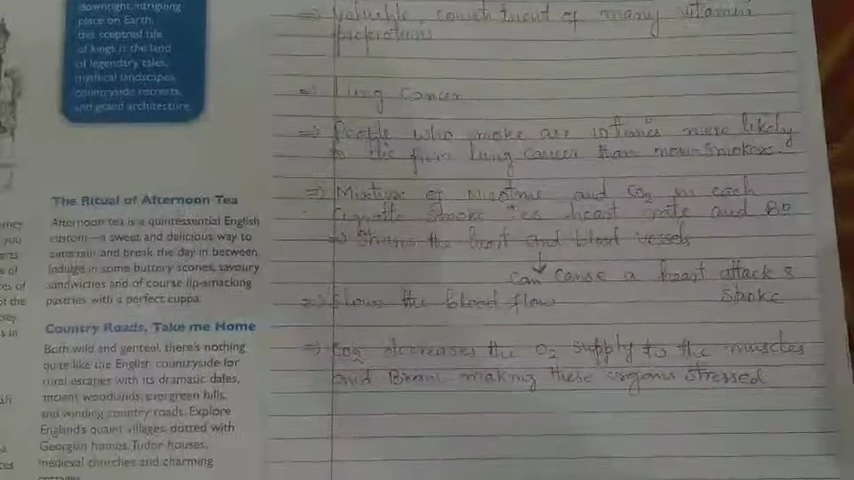 downright intriguing
place on Earth,
this sceptred isle
of kings is the land
of legendary tales,
mythical landscapes,
countryside retreats,
and grand architecture
The Ritual of Afternoon Tea
Afternoon tea is a quintessential English
custom—a sweet and delicious way to
entertain and break the day in between.
Indulge in some buttery scones, savoury
sandwiches and of course lip-smacking
pastries with a perfect cuppa.
Country Roads, Take me Home
Both wild and genteel, there's nothing
quite like the English countryside for
rural escapes with its dramatic dales,
ancient woodlands, evergreen hills,
and winding country roads. Explore
England's quaint villages dotted with
Georgian homes, Tudor houses,
medieval churches and charming
cottages
⇒ Valuable, constituent of many vitamin
preparations
⇒ Lung Cancer
⇒ People who smoke are 10 times more likely
to die from lung cancer than non-smokers.
⇒ Mixture of Nicotine and CO2 in each
cigarette smoke heart rate and BP
⇒ Strains the heart and blood vessels
↓
can cause a heart attack &
stroke
⇒ Slows the blood flow
⇒ CO2 decreases the O2 supply to the muscles
and Brain making these organs stressed